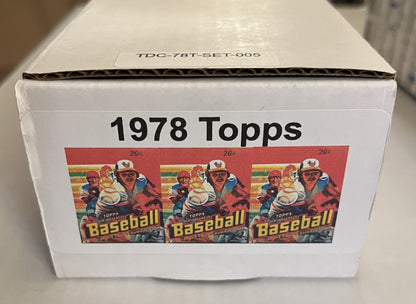 TDC-78T-SET-005
1978 Topps
20¢ 20¢ 20¢
TOPPS TOPPS TOPPS
Baseball Baseball Baseball